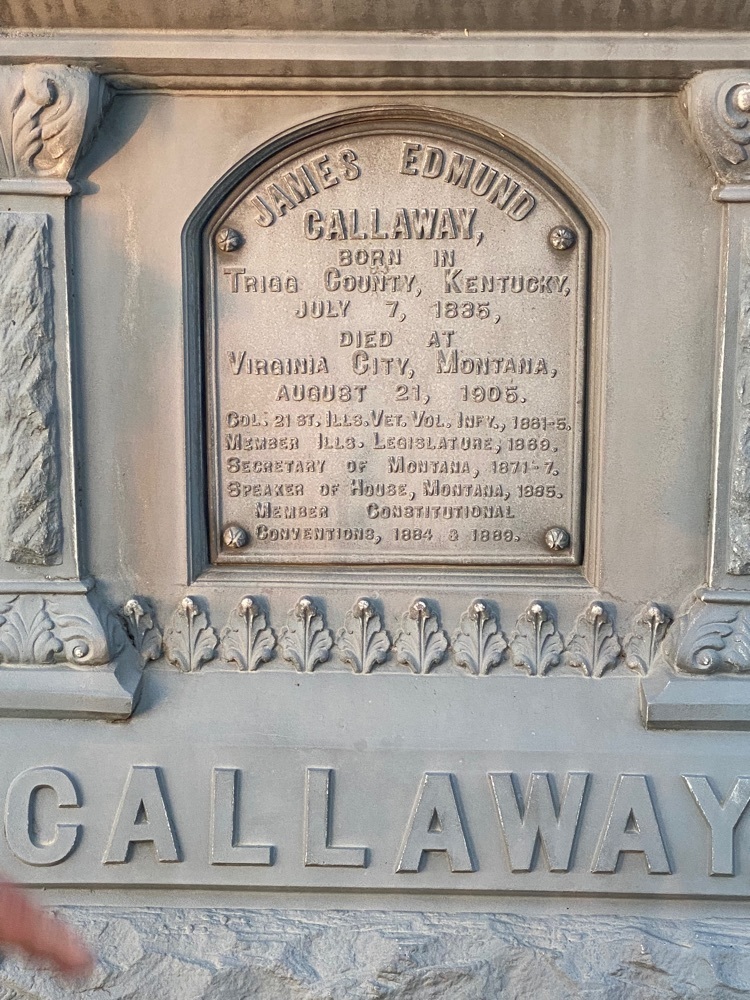 JAMES EDMUND
CALLAWAY,
BORN IN
TRIGG COUNTY, KENTUCKY,
JULY 7, 1835,
DIED AT
VIRGINIA CITY, MONTANA,
AUGUST 21, 1905.
COL. 21 ST. ILLS. VET. VOL. INFY., 1861-5.
MEMBER ILLS. LEGISLATURE, 1869.
SECRETARY OF MONTANA, 1871-7.
SPEAKER OF HOUSE, MONTANA, 1885.
MEMBER CONSTITUTIONAL
CONVENTIONS, 1884 & 1889.
CALLAWAY